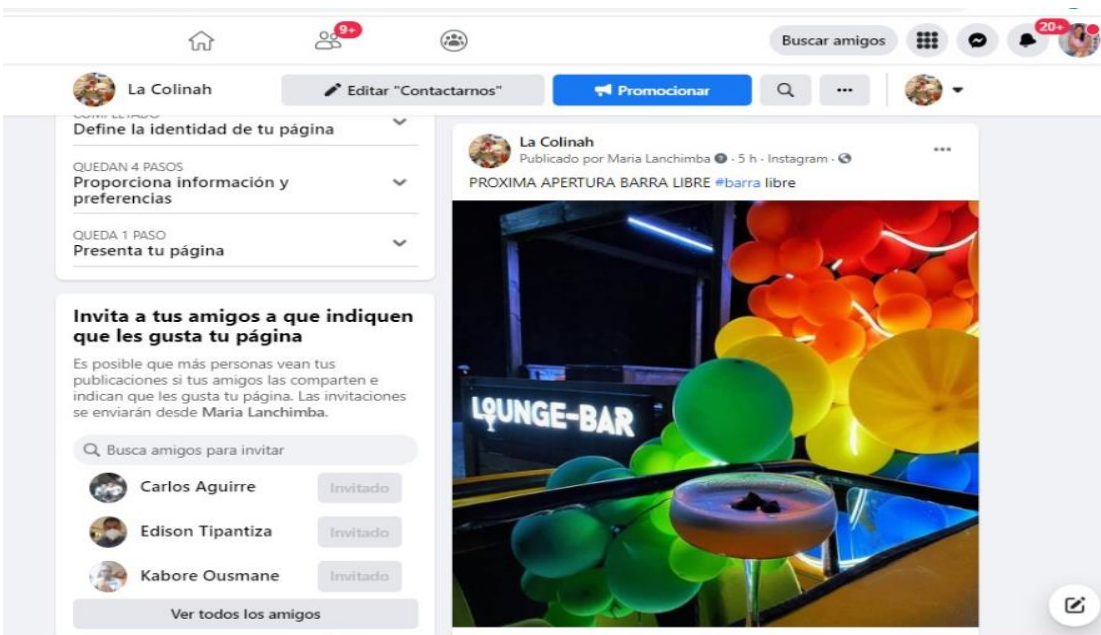 9+
Buscar amigos
20+
La Colinah
Editar "Contactarnos"
Promocionar
COMPLETADO
Define la identidad de tu página
QUEDAN 4 PASOS
Proporciona información y
preferencias
QUEDA 1 PASO
Presenta tu página
Invita a tus amigos a que indiquen
que les gusta tu página
Es posible que más personas vean tus
publicaciones si tus amigos las comparten e
indican que les gusta tu página. Las invitaciones
se enviarán desde Maria Lanchimba.
Busca amigos para invitar
Carlos Aguirre Invitado
Edison Tipantiza Invitado
Kabore Ousmane Invitado
Ver todos los amigos
La Colinah
Publicado por Maria Lanchimba · 5 h · Instagram ·
PROXIMA APERTURA BARRA LIBRE #barra libre
LOUNGE-BAR